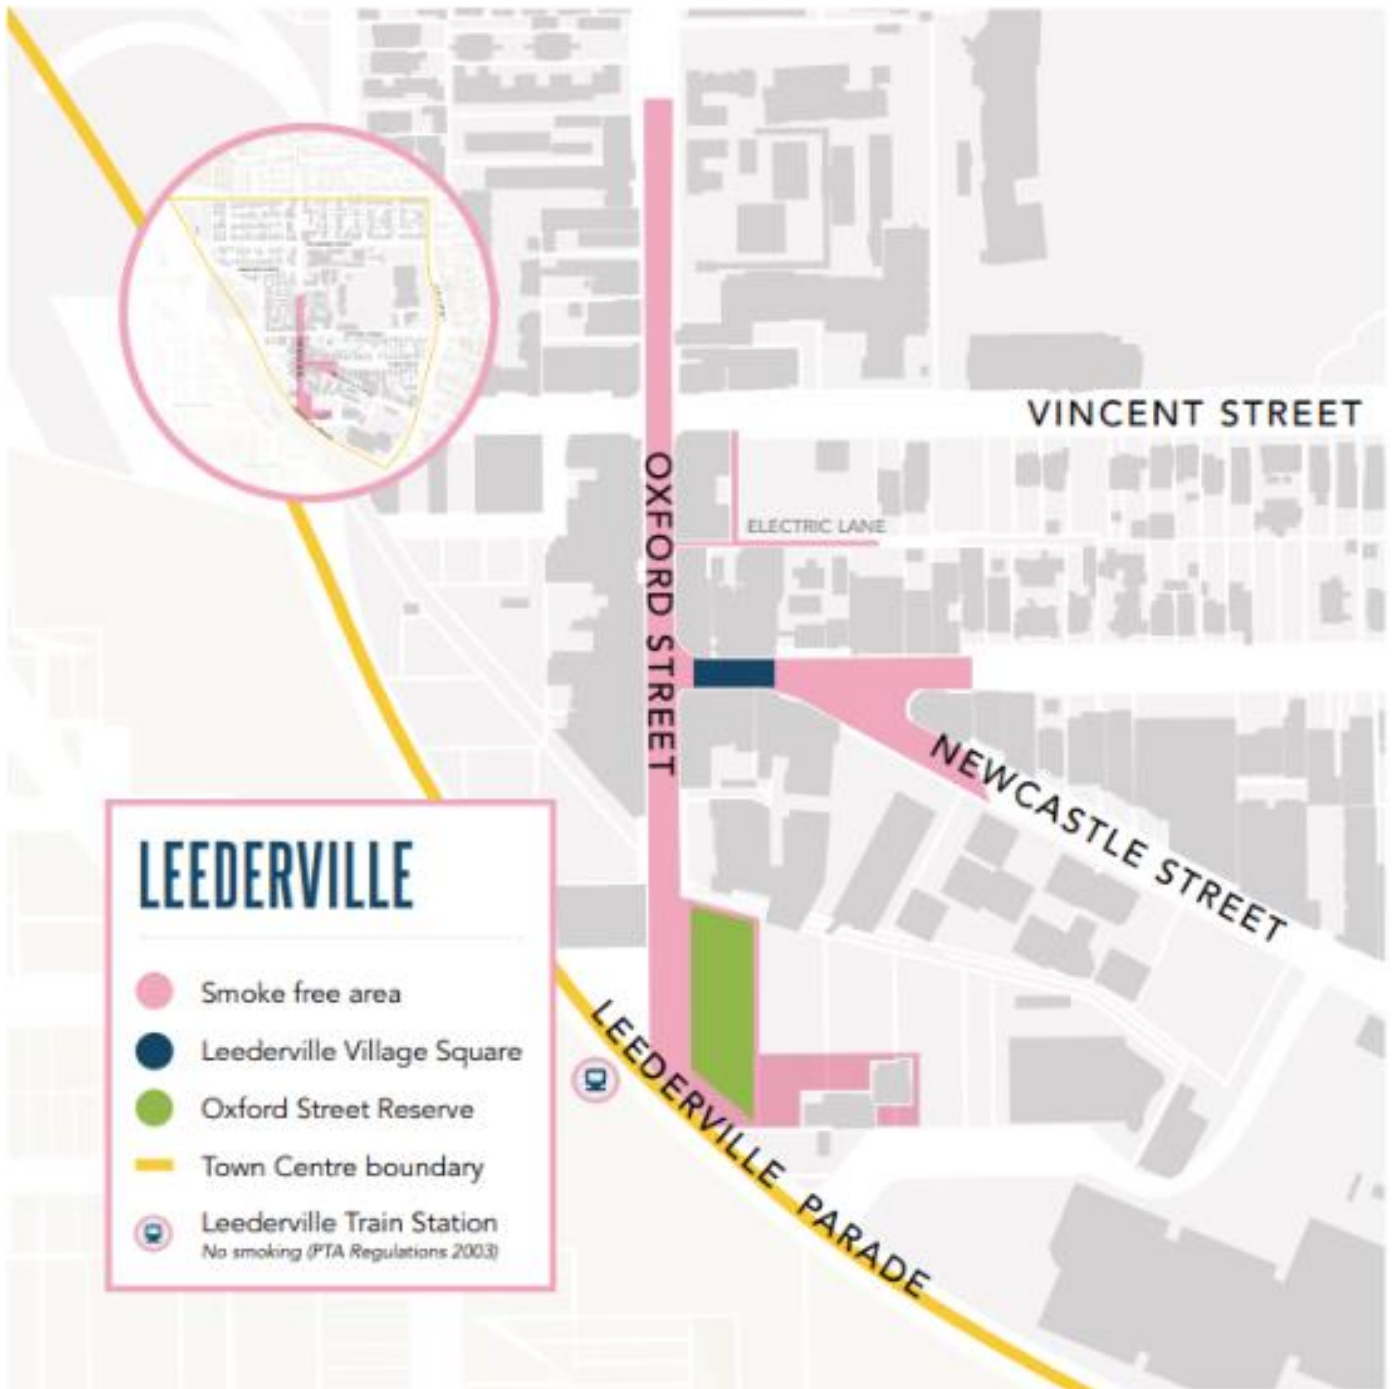 VINCENT STREET
OXFORD STREET
ELECTRIC LANE
NEWCASTLE STREET
LEEDERVILLE PARADE
LEEDERVILLE
Smoke free area
Leederville Village Square
Oxford Street Reserve
Town Centre boundary
Leederville Train Station
No smoking (PTA Regulations 2003)